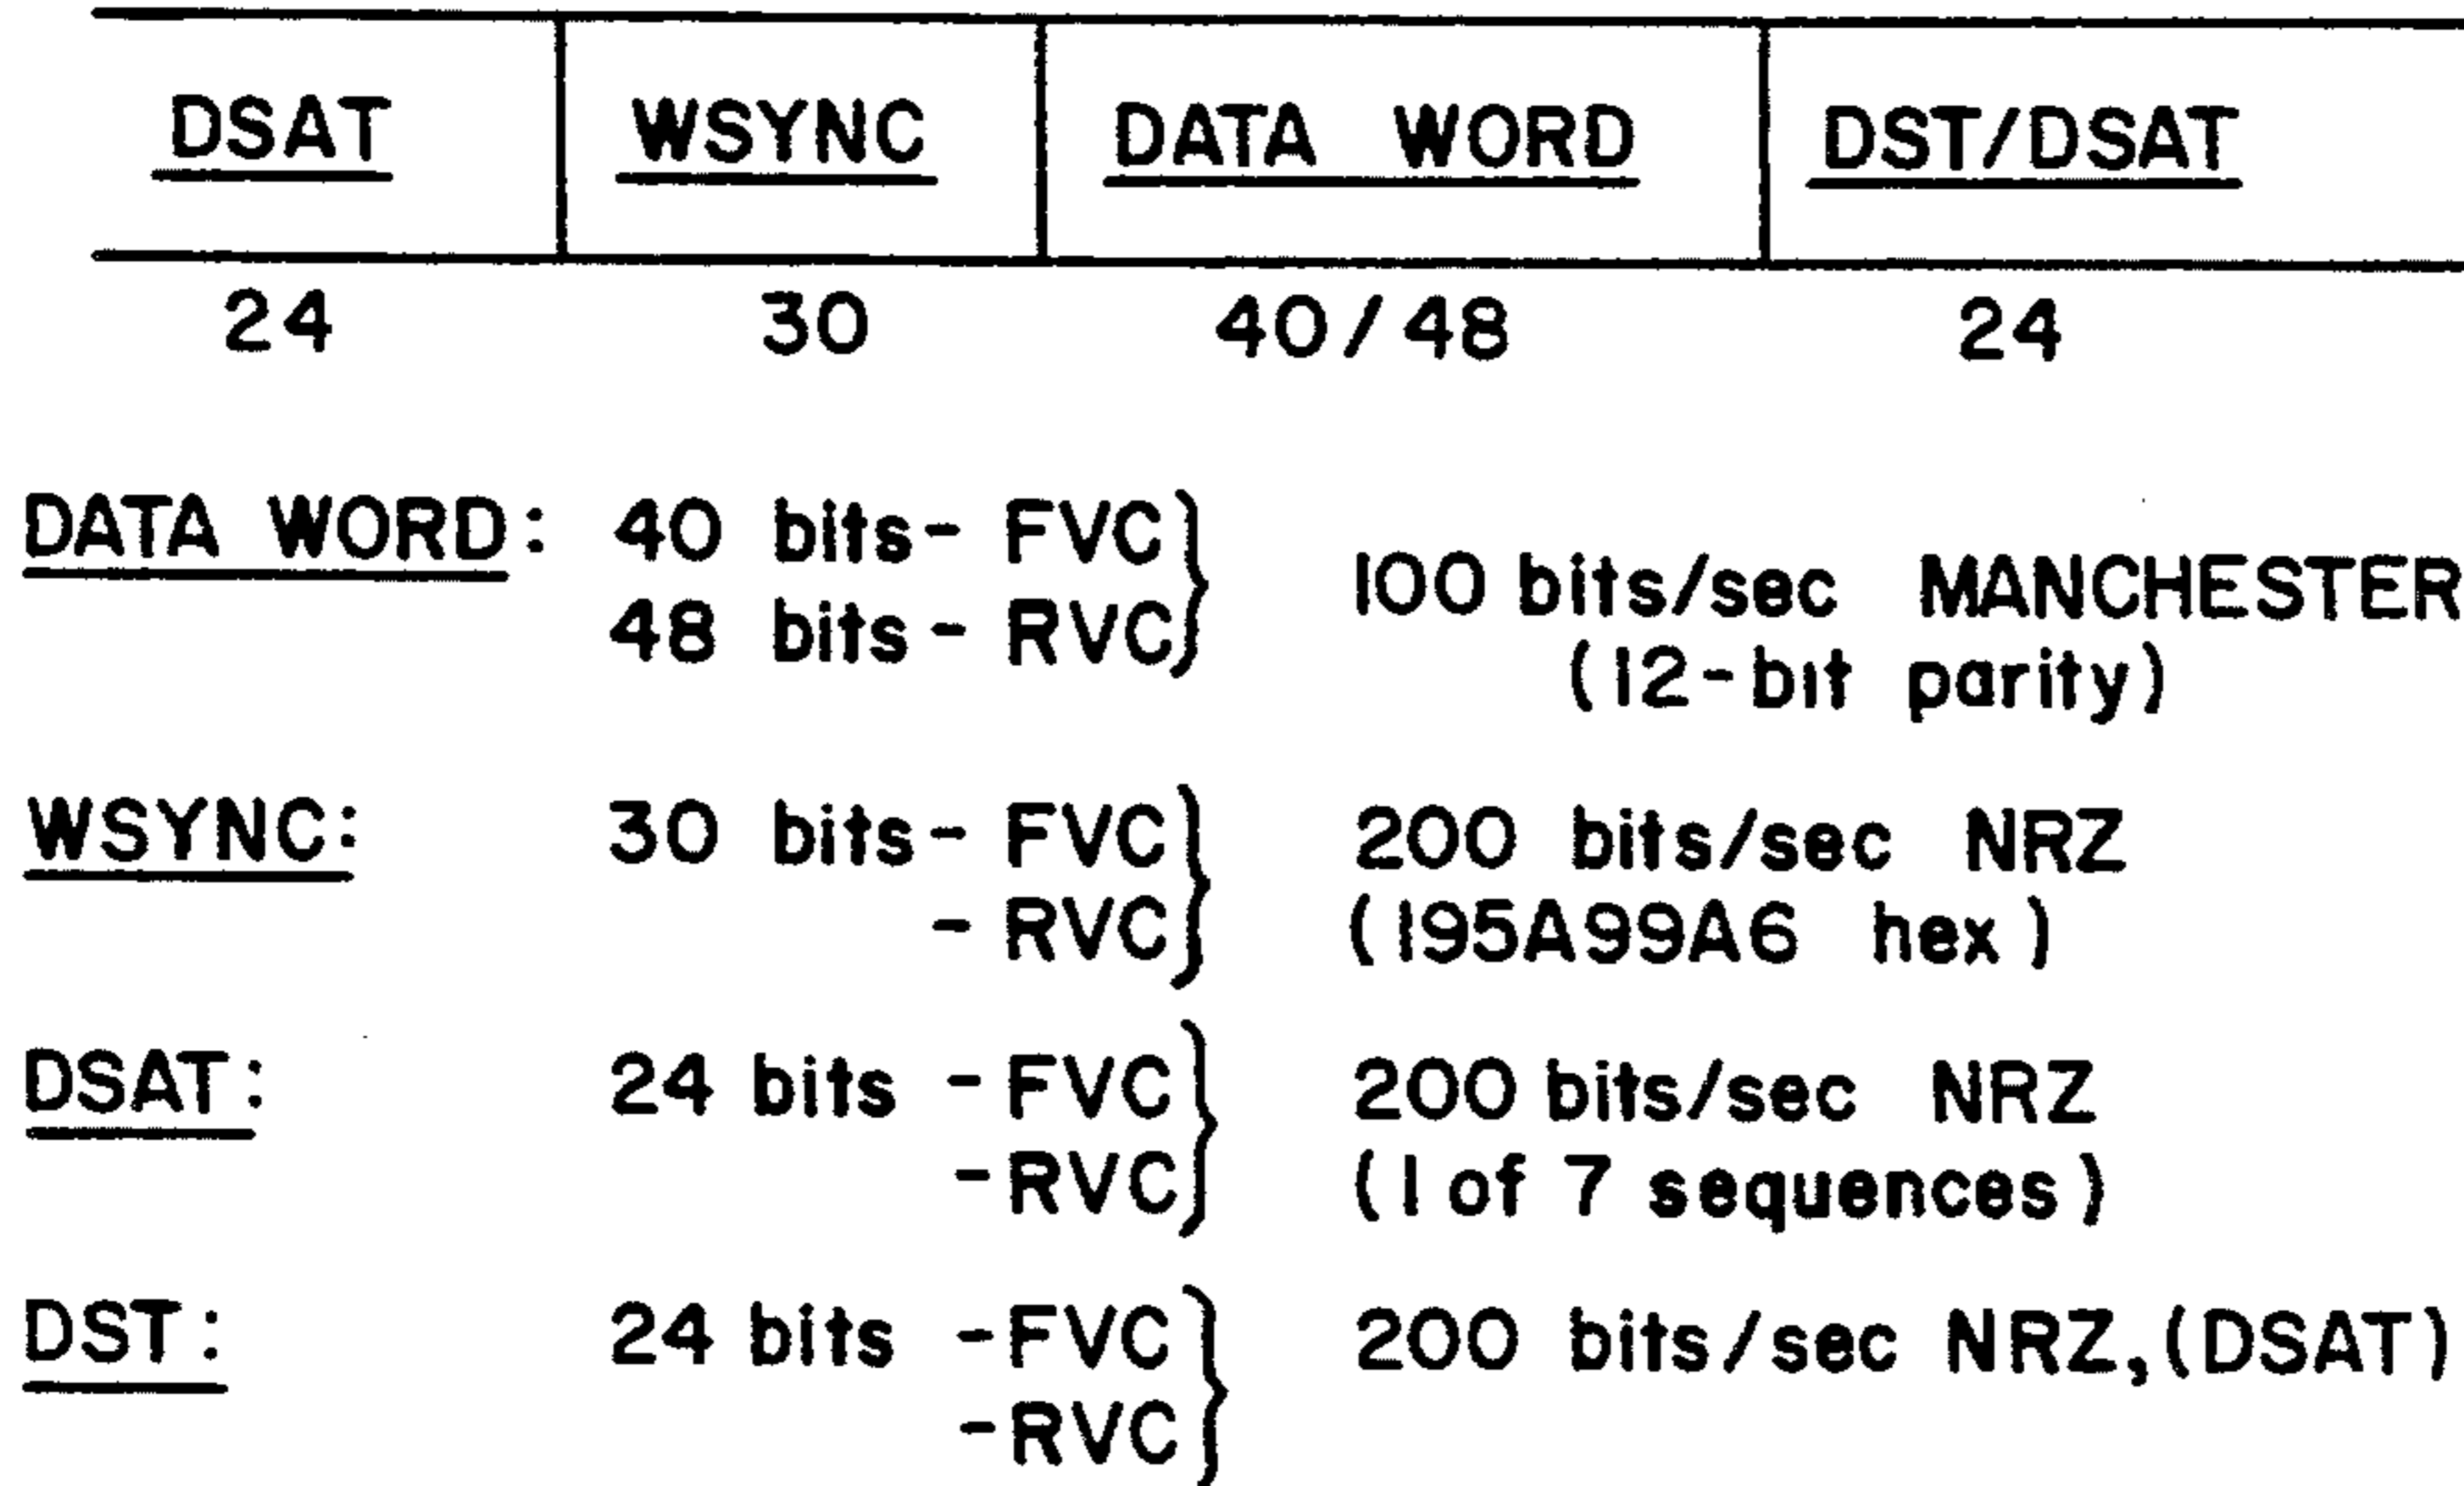 DSAT WSYNC DATA WORD DST/DSAT
24 30 40/48 24
DATA WORD: 40 bits- FVC
48 bits- RVC
100 bits/sec MANCHESTER
(12-bit parity)
WSYNC: 30 bits- FVC 200 bits/sec NRZ
- RVC (195A99A6 hex)
DSAT: 24 bits - FVC 200 bits/sec NRZ
-RVC (1 of 7 sequences)
DST: 24 bits -FVC 200 bits/sec NRZ,(DSAT)
-RVC